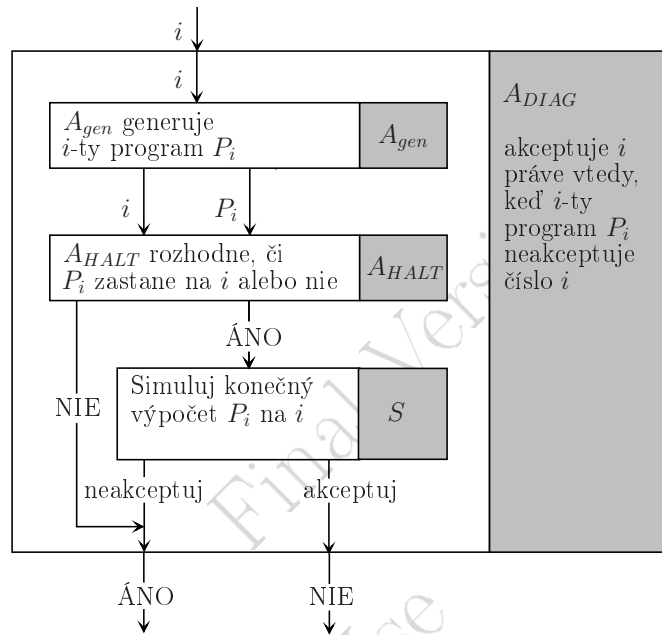 i
i
A_gen generuje
i-ty program P_i
A_gen
i
P_i
A_HALT rozhodne, či
P_i zastane na i alebo nie
A_HALT
ÁNO
NIE
Simuluj konečný
výpočet P_i na i
S
neakceptuj
akceptuj
ÁNO
NIE
A_DIAG
akceptuje i
práve vtedy,
keď i-ty
program P_i
neakceptuje
číslo i